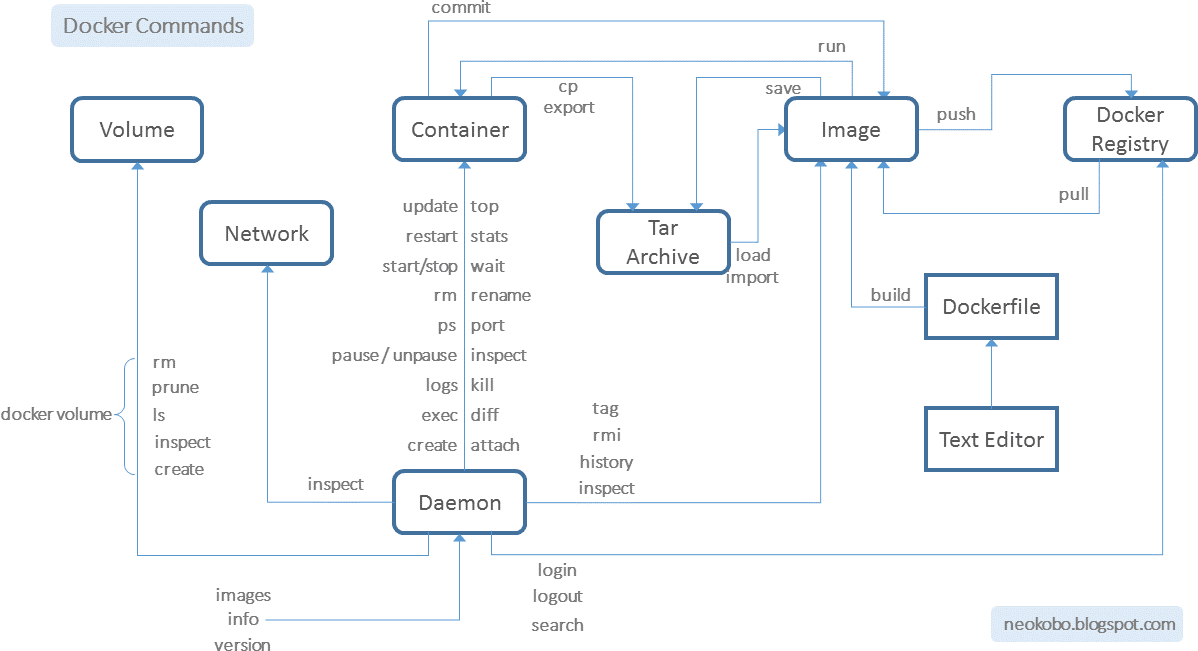 Docker Commands
commit
run
cp
export
save
Volume
Container
Image
push
Docker
Registry
pull
Network
Tar
Archive
load
import
update top
restart stats
start/stop wait
rm rename
ps port
pause / unpause inspect
logs kill
exec diff
create attach
build
Dockerfile
Text Editor
docker volume
rm
prune
ls
inspect
create
tag
rmi
history
inspect
inspect
Daemon
login
logout
search
images
info
version
neokobo.blogspot.com